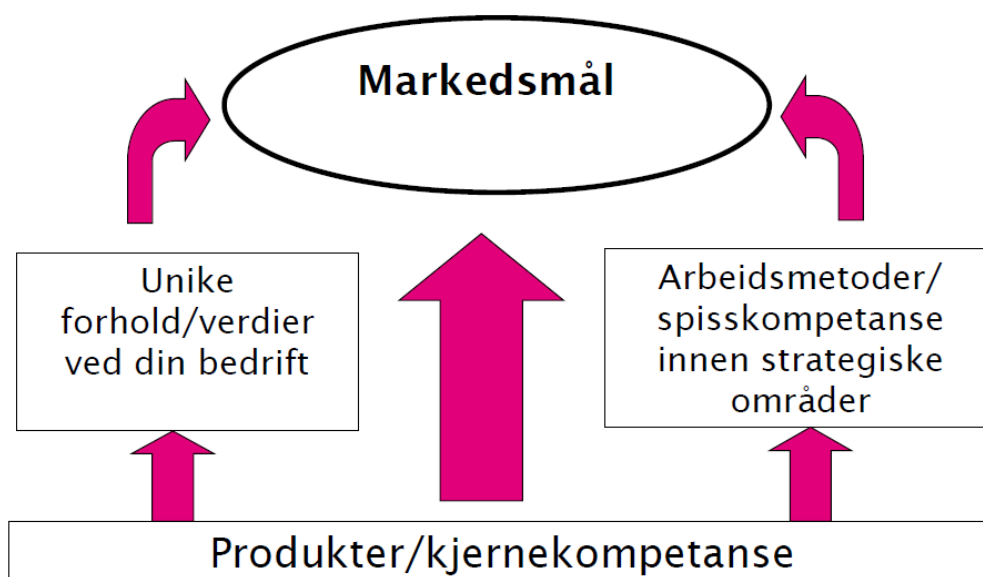 Markedsmål
Unike
forhold/verdier
ved din bedrift
Arbeidsmetoder/
spisskompetanse
innen strategiske
områder
Produkter/kjernekompetanse